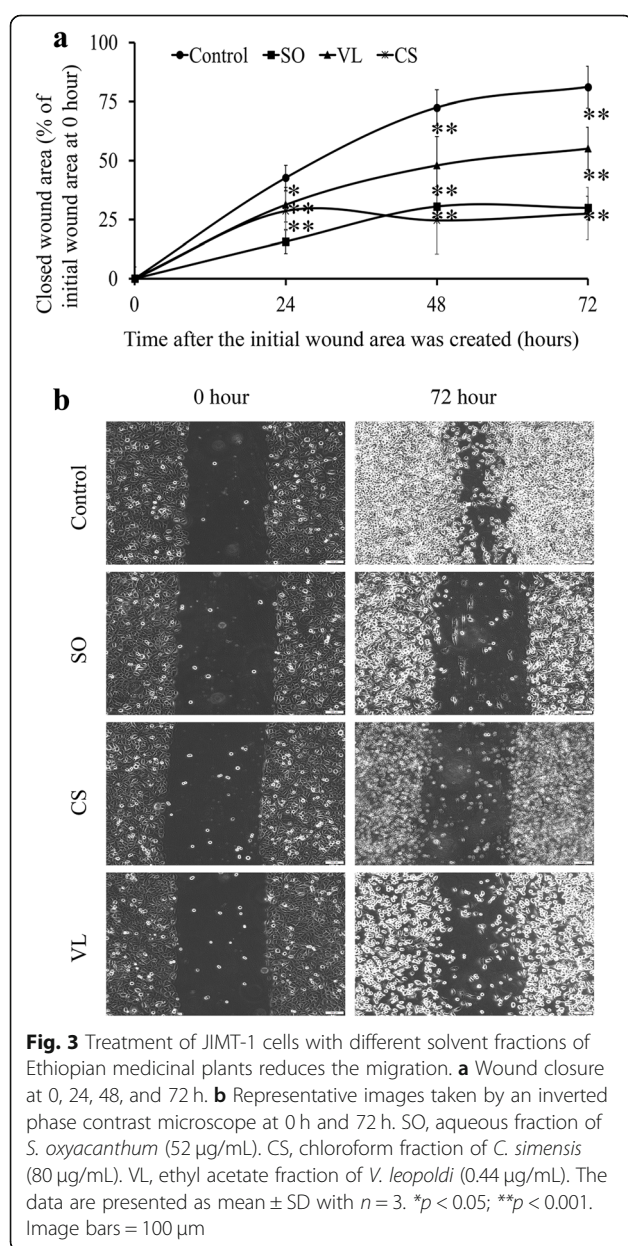 a
100
75
50
25
0
Control SO VL CS
Closed wound area (% of
initial wound area at 0 hour)
*
**
**
**
**
**
**
**
**
0 24 48 72
Time after the initial wound area was created (hours)
b
0 hour 72 hour
Control
SO
CS
VL
Fig. 3 Treatment of JIMT-1 cells with different solvent fractions of
Ethiopian medicinal plants reduces the migration. a Wound closure
at 0, 24, 48, and 72 h. b Representative images taken by an inverted
phase contrast microscope at 0 h and 72 h. SO, aqueous fraction of
S. oxyacanthum (52 μg/mL). CS, chloroform fraction of C. simensis
(80 μg/mL). VL, ethyl acetate fraction of V. leopoldi (0.44 μg/mL). The
data are presented as mean ± SD with n = 3. *p < 0.05; **p < 0.001.
Image bars = 100 μm